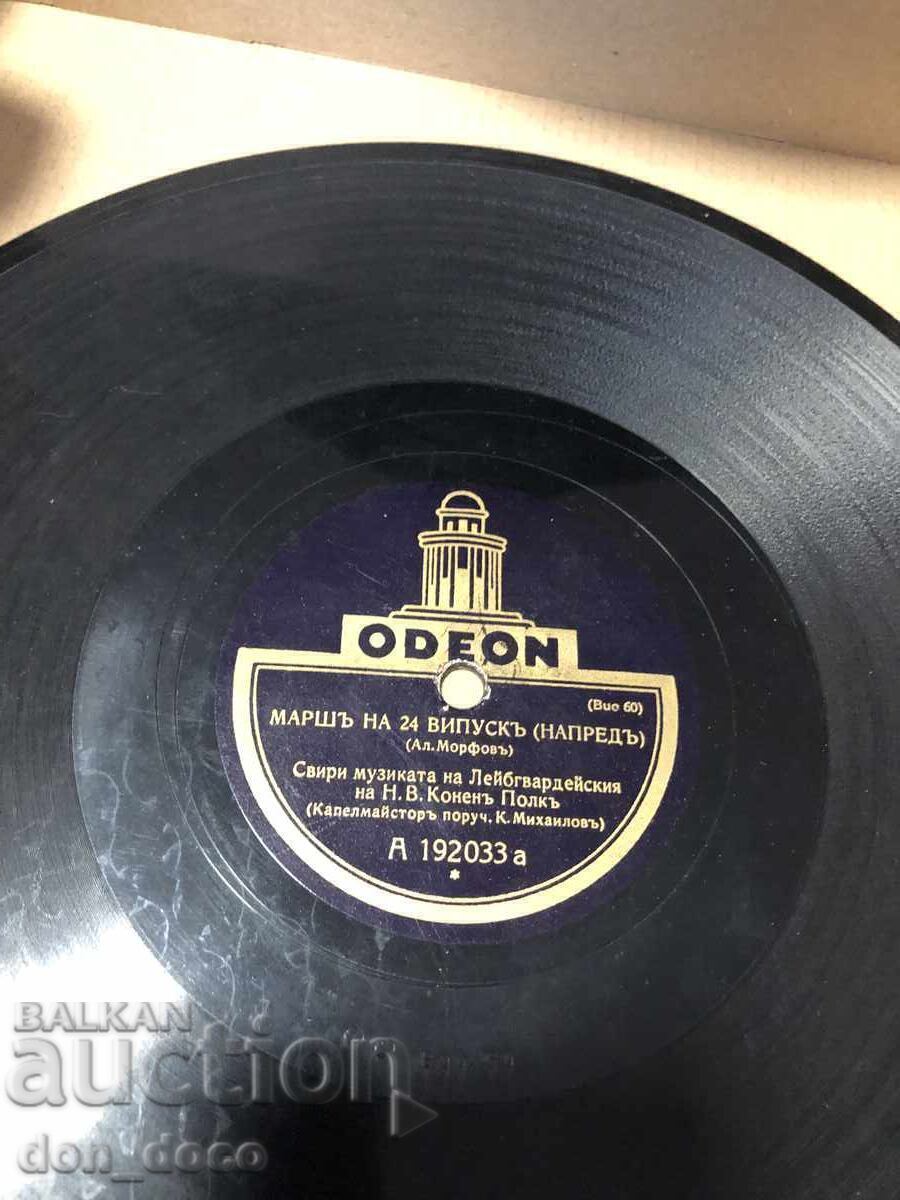 ODEON
(Buo 60)
МАРШЪ НА 24 ВИПУСКЪ (НАПРЕДЪ)
(Ал. Морфовъ)
Свири музиката на Лейбгвардейския
на Н. В. Коненъ Полкъ
(Капелмайсторъ поруч. К. Михаиловъ)
A 192033 a
*
BALKAN
auction
don_doco